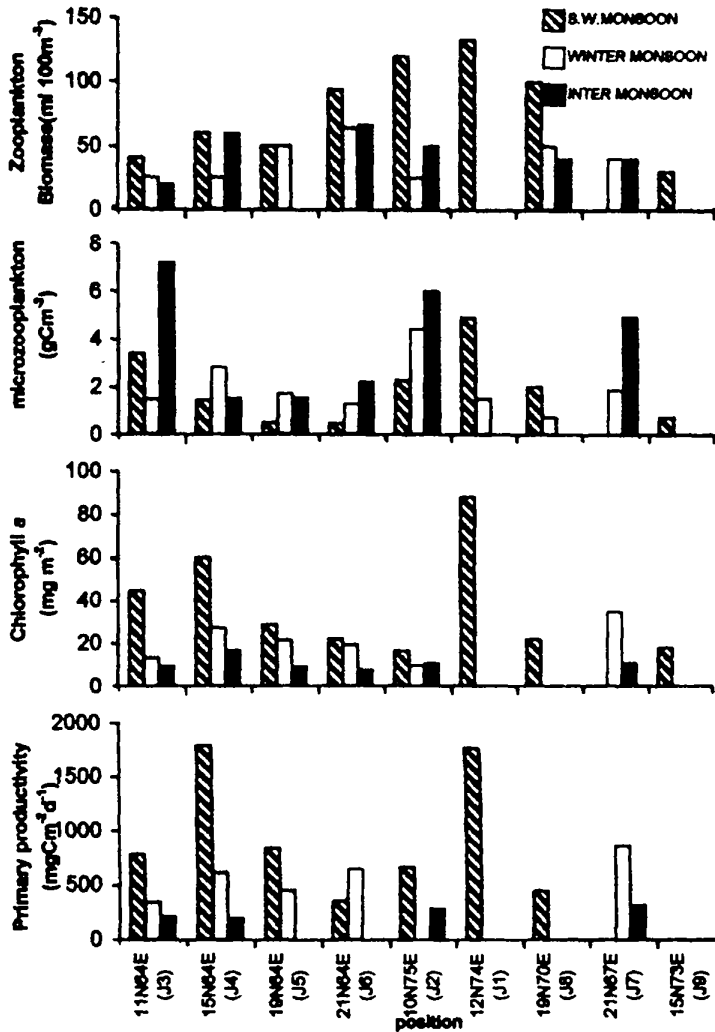 S.W.MONSOON
WINTER MONSOON
INTER MONSOON
Zooplankton
Biomass(ml 100m-3)
150
100
50
0
microzooplankton
(gCm-3)
8
6
4
2
0
Chlorophyll a
(mg m-2)
100
80
60
40
20
0
Primary productivity
(mgCm-2d-1)
2000
1500
1000
500
0
11N64E
(J3)
15N64E
(J4)
19N64E
(J5)
21N64E
(J6)
10N75E
(J2)
12N74E
(J1)
19N70E
(J8)
21N67E
(J7)
15N73E
(J9)
position